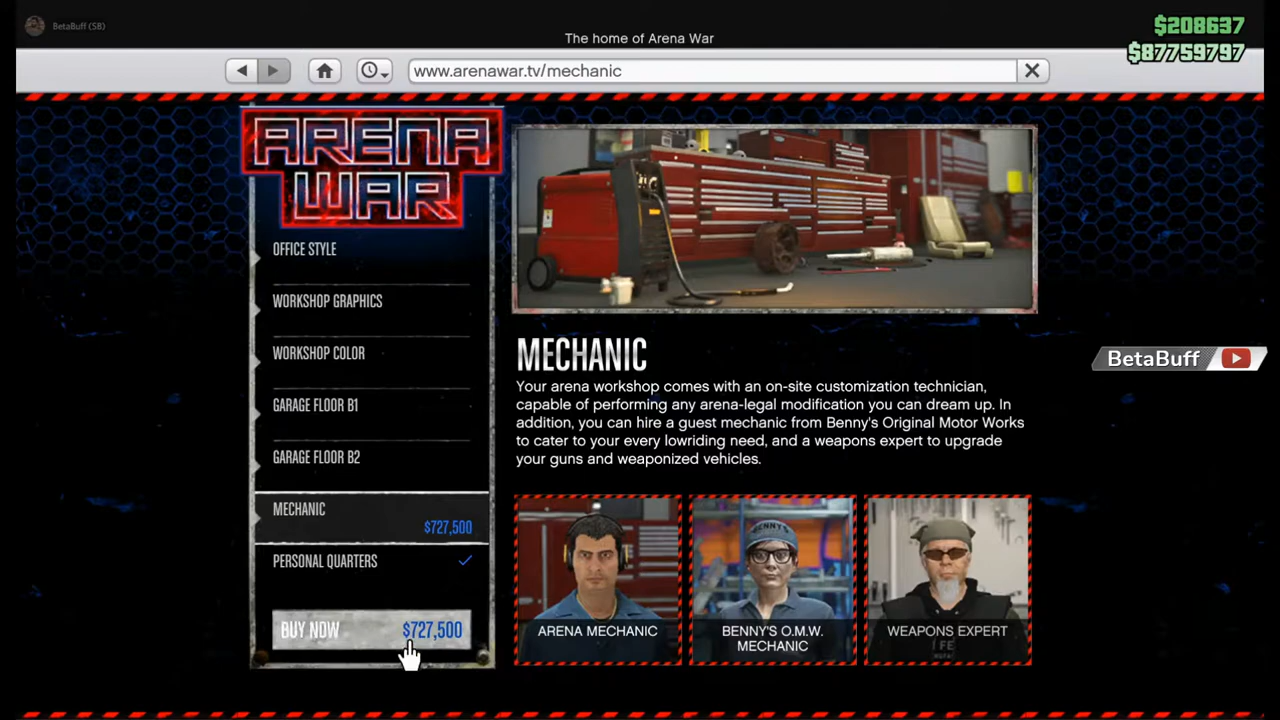 BetaBuff (SB)
$208637
The home of Arena War
$87759797
www.arenawar.tv/mechanic
ARENA
WAR
OFFICE STYLE
WORKSHOP GRAPHICS
WORKSHOP COLOR
GARAGE FLOOR B1
GARAGE FLOOR B2
MECHANIC
$727,500
PERSONAL QUARTERS
BUY NOW $727,500
MECHANIC
Your arena workshop comes with an on-site customization technician,
capable of performing any arena-legal modification you can dream up. In
addition, you can hire a guest mechanic from Benny's Original Motor Works
to cater to your every lowriding need, and a weapons expert to upgrade
your guns and weaponized vehicles.
BENNY'S
ARENA MECHANIC
BENNY'S O.M.W.
MECHANIC
WEAPONS EXPERT
BetaBuff